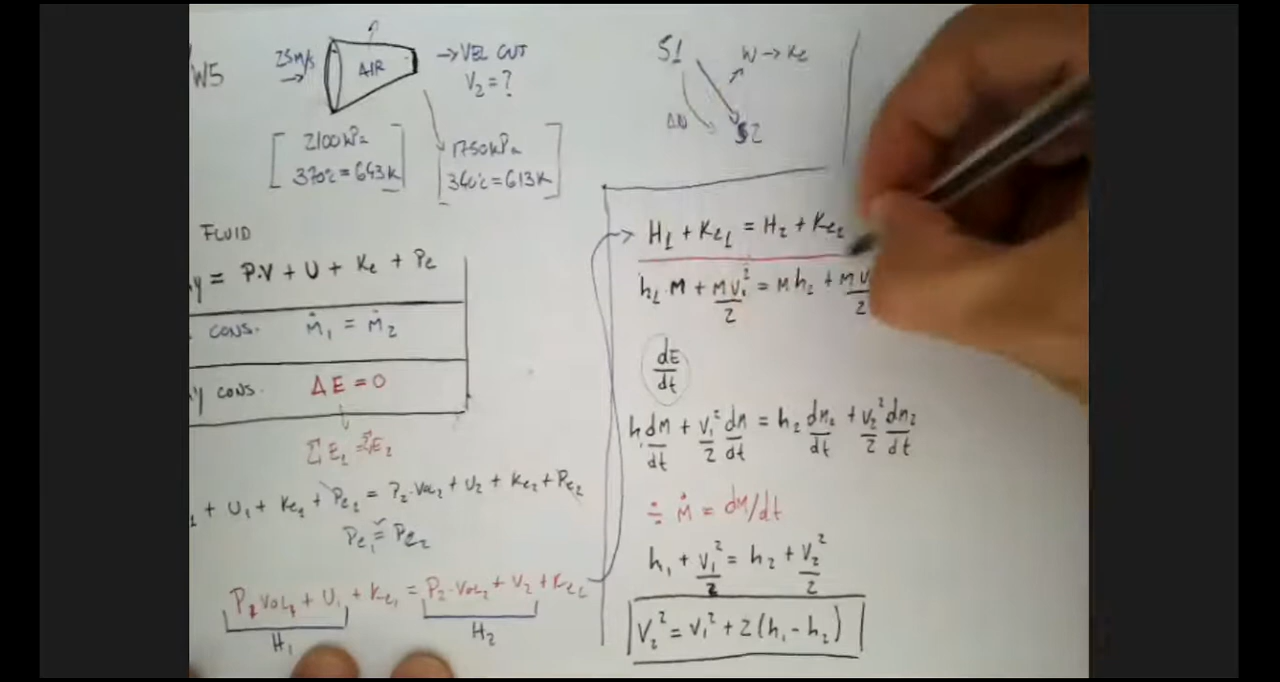 W5
25M/s
AIR
→ VEL OUT
V₂ = ?
2100kPa
370°C = 643K
1750kPa
340°C = 613K
FLUID
y = P.V + U + Ke + Pe
CONS. Ṁ₁ = Ṁ₂
y CONS. ΔE = 0
ΣE₁ = ΣE₂
+ U₁ + Ke₁ + Pe₁ = P₂.Vol₂ + U₂ + Ke₂ + Pe₂
Pe₁ = Pe₂
P₁ Vol₁ + U₁ + Ke₁ = P₂.Vol₂ + U₂ + Ke₂
H₁ H₂
S1 W → Ke
S2
H₁ + Ke₁ = H₂ + Ke₂
h₁.M + MV₁²/2 = Mh₂ + MV
2
dE/dt
h₁ dM/dt + V₁²/2 dM/dt = h₂ dM₂/dt + V₂²/2 dM₂/dt
÷ Ṁ = dM/dt
h₁ + V₁²/2 = h₂ + V₂²/2
V₂² = V₁² + 2(h₁ - h₂)